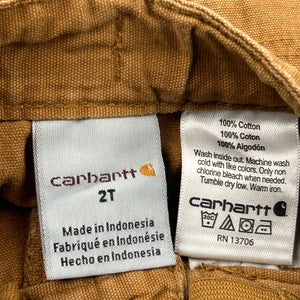 carhartt
2T
Made in Indonesia
Fabriqué en Indonésie
Hecho en Indonesia
100% Cotton
100% Coton
100% Algodón
Wash inside out. Machine wash
cold with like colors. Only non
chlorine bleach when needed.
Tumble dry low. Warm iron.
carhartt
RN 13706